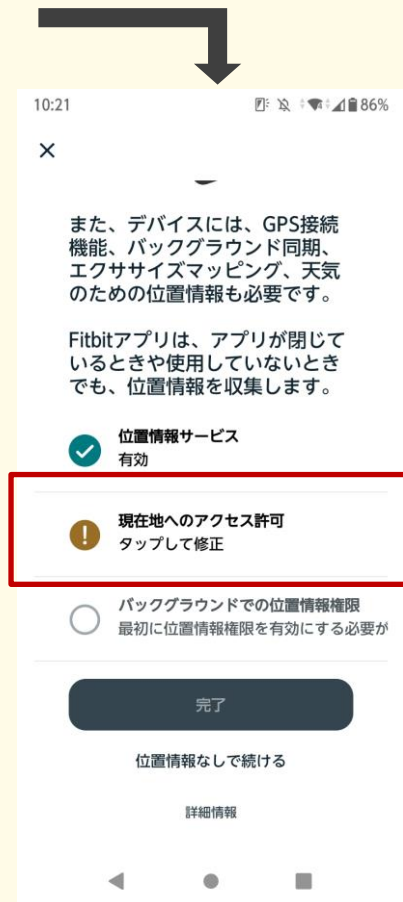 10:21
86%
また、デバイスには、GPS接続
機能、バックグラウンド同期、
エクササイズマッピング、天気
のための位置情報も必要です。
Fitbitアプリは、アプリが閉じて
いるときや使用していないとき
でも、位置情報を収集します。
位置情報サービス
有効
現在地へのアクセス許可
タップして修正
バックグラウンドでの位置情報権限
最初に位置情報権限を有効にする必要が
完了
位置情報なしで続ける
詳細情報